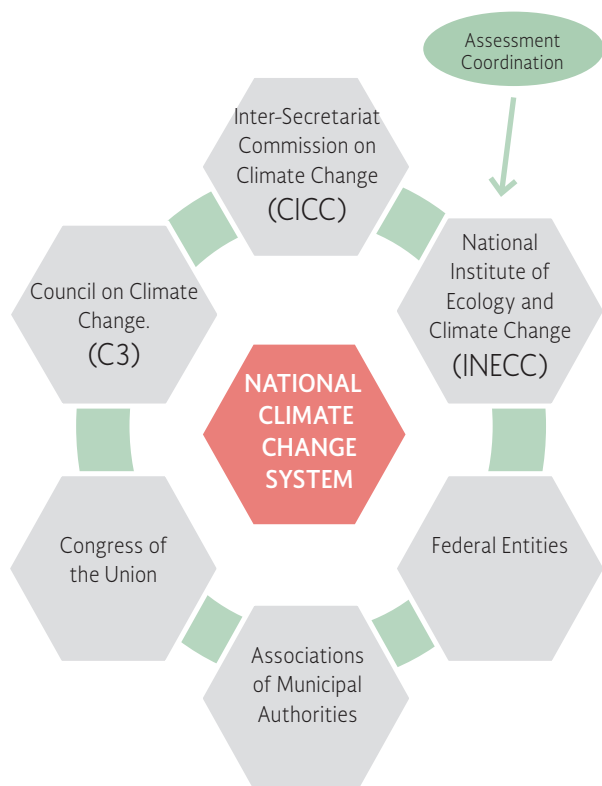 Assessment
Coordination
Inter-Secretariat
Commission on
Climate Change
(CICC)
National
Institute of
Ecology and
Climate Change
(INECC)
Council on Climate
Change.
(C3)
NATIONAL
CLIMATE
CHANGE
SYSTEM
Congress of
the Union
Federal Entities
Associations
of Municipal
Authorities